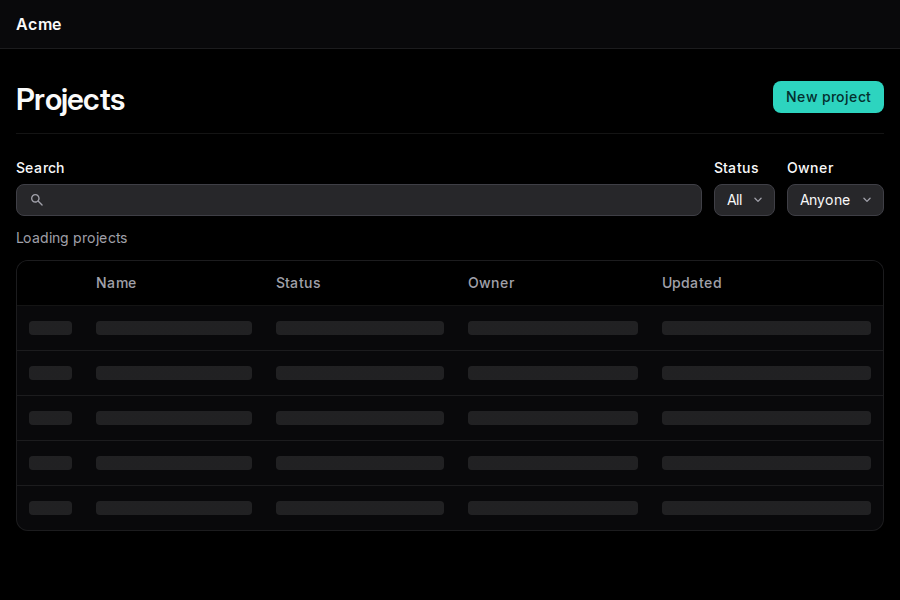 Acme
Projects
New project
Search
Status
Owner
All
Anyone
Loading projects
Name
Status
Owner
Updated